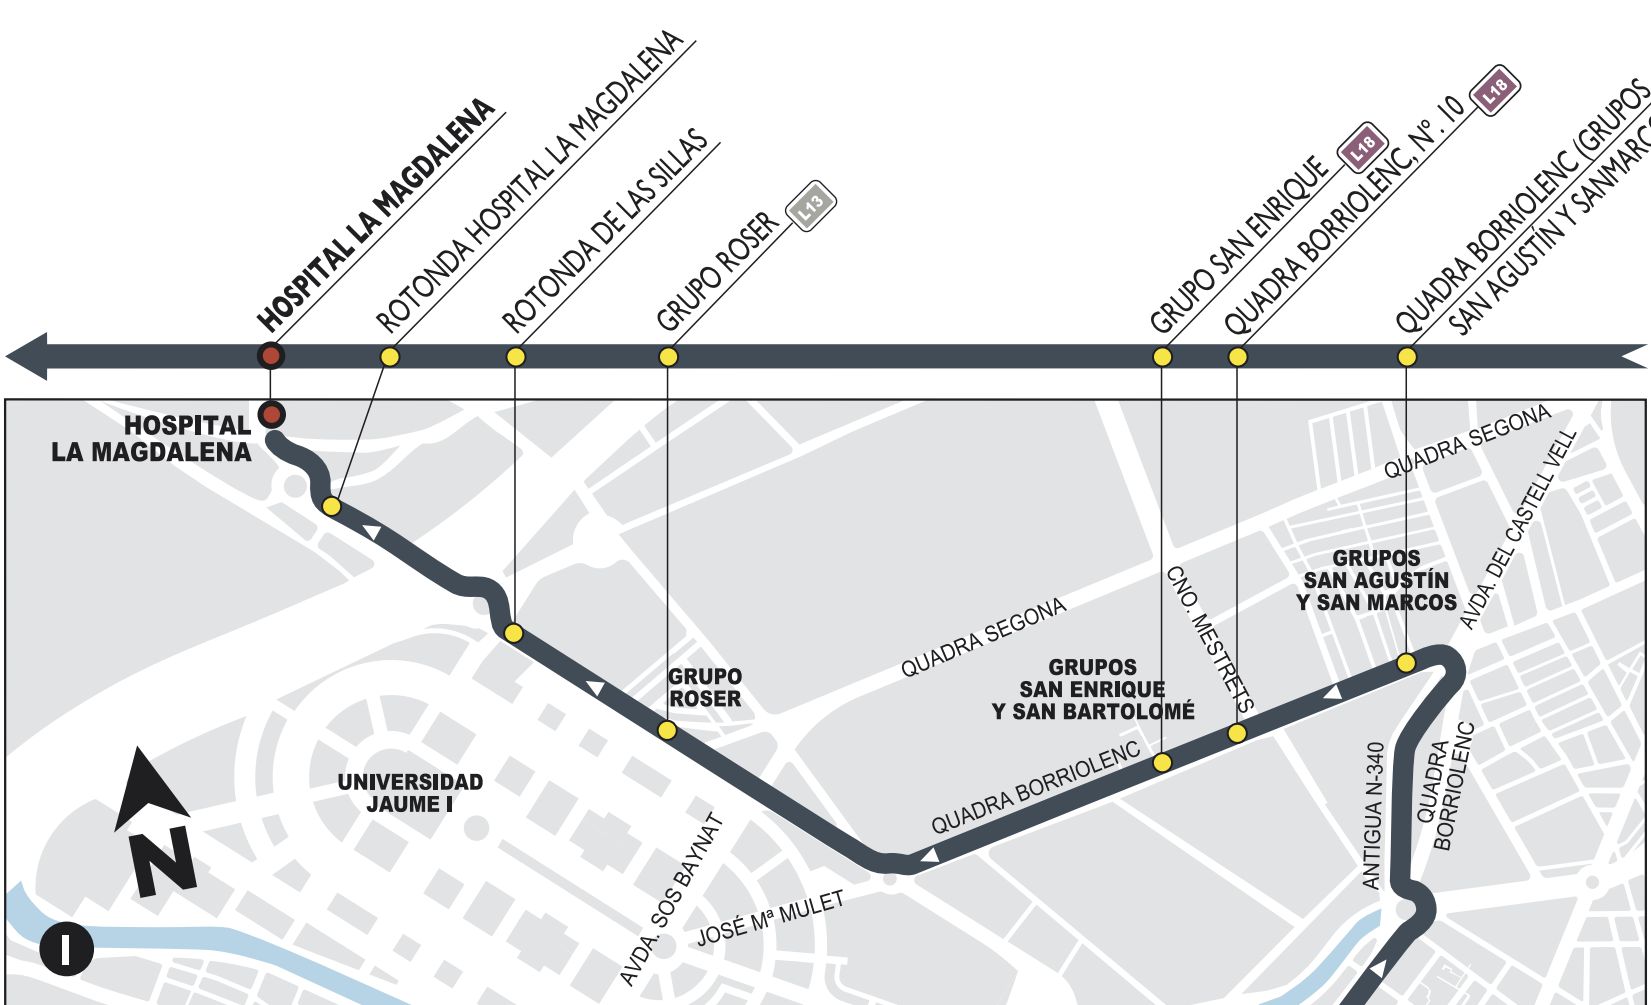 HOSPITAL LA MAGDALENA
ROTONDA HOSPITAL LA MAGDALENA
ROTONDA DE LAS SILLAS
GRUPO ROSER
L13
GRUPO SAN ENRIQUE
L18
QUADRA BORRIOLENC, Nº. 10
L18
QUADRA BORRIOLENC (GRUPOS
SAN AGUSTÍN Y SANMARCO
HOSPITAL
LA MAGDALENA
QUADRA SEGONA
AVDA. DEL CASTELL VELL
GRUPOS
SAN AGUSTÍN
Y SAN MARCOS
CNO. MESTRETS
QUADRA SEGONA
GRUPO
ROSER
GRUPOS
SAN ENRIQUE
Y SAN BARTOLOMÉ
QUADRA BORRIOLENC
ANTIGUA N-340
QUADRA
BORRIOLENC
UNIVERSIDAD
JAUME I
AVDA. SOS BAYNAT
JOSÉ Mª MULET
N
I